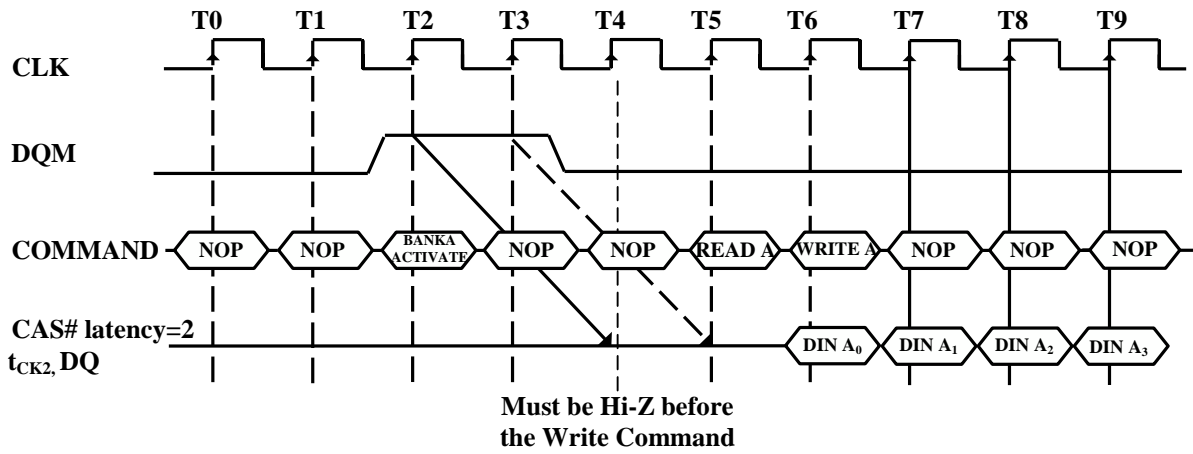 T0 T1 T2 T3 T4 T5 T6 T7 T8 T9
CLK
DQM
COMMAND NOP NOP BANKA ACTIVATE NOP NOP READ A WRITE A NOP NOP NOP
CAS# latency=2
tCK2, DQ DIN A0 DIN A1 DIN A2 DIN A3
Must be Hi-Z before
the Write Command